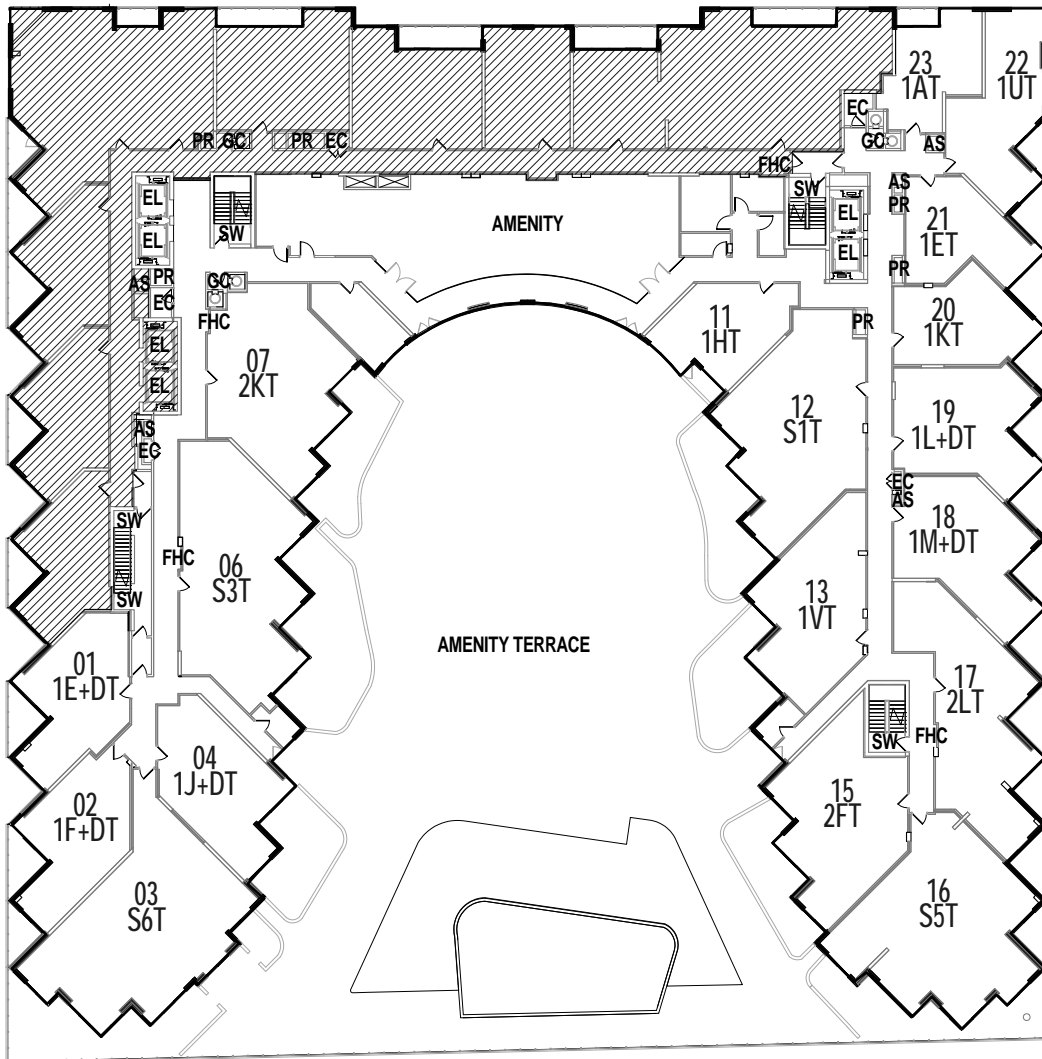 23
1AT
22
1UT
EC
PR
GC
PR
EC
GC
AS
FHC
SW
AS
PR
EL
EL
SW
AMENITY
EL
EL
21
1ET
PR
AS
PR
EC
GC
FHC
20
1KT
11
1HT
PR
EL
EL
07
2KT
12
S1T
19
1L+DT
AS
EC
EC
AS
SW
18
1M+DT
FHC
06
S3T
SW
13
1VT
AMENITY TERRACE
01
1E+DT
17
2LT
SW
FHC
04
1J+DT
15
2FT
02
1F+DT
03
S6T
16
S5T